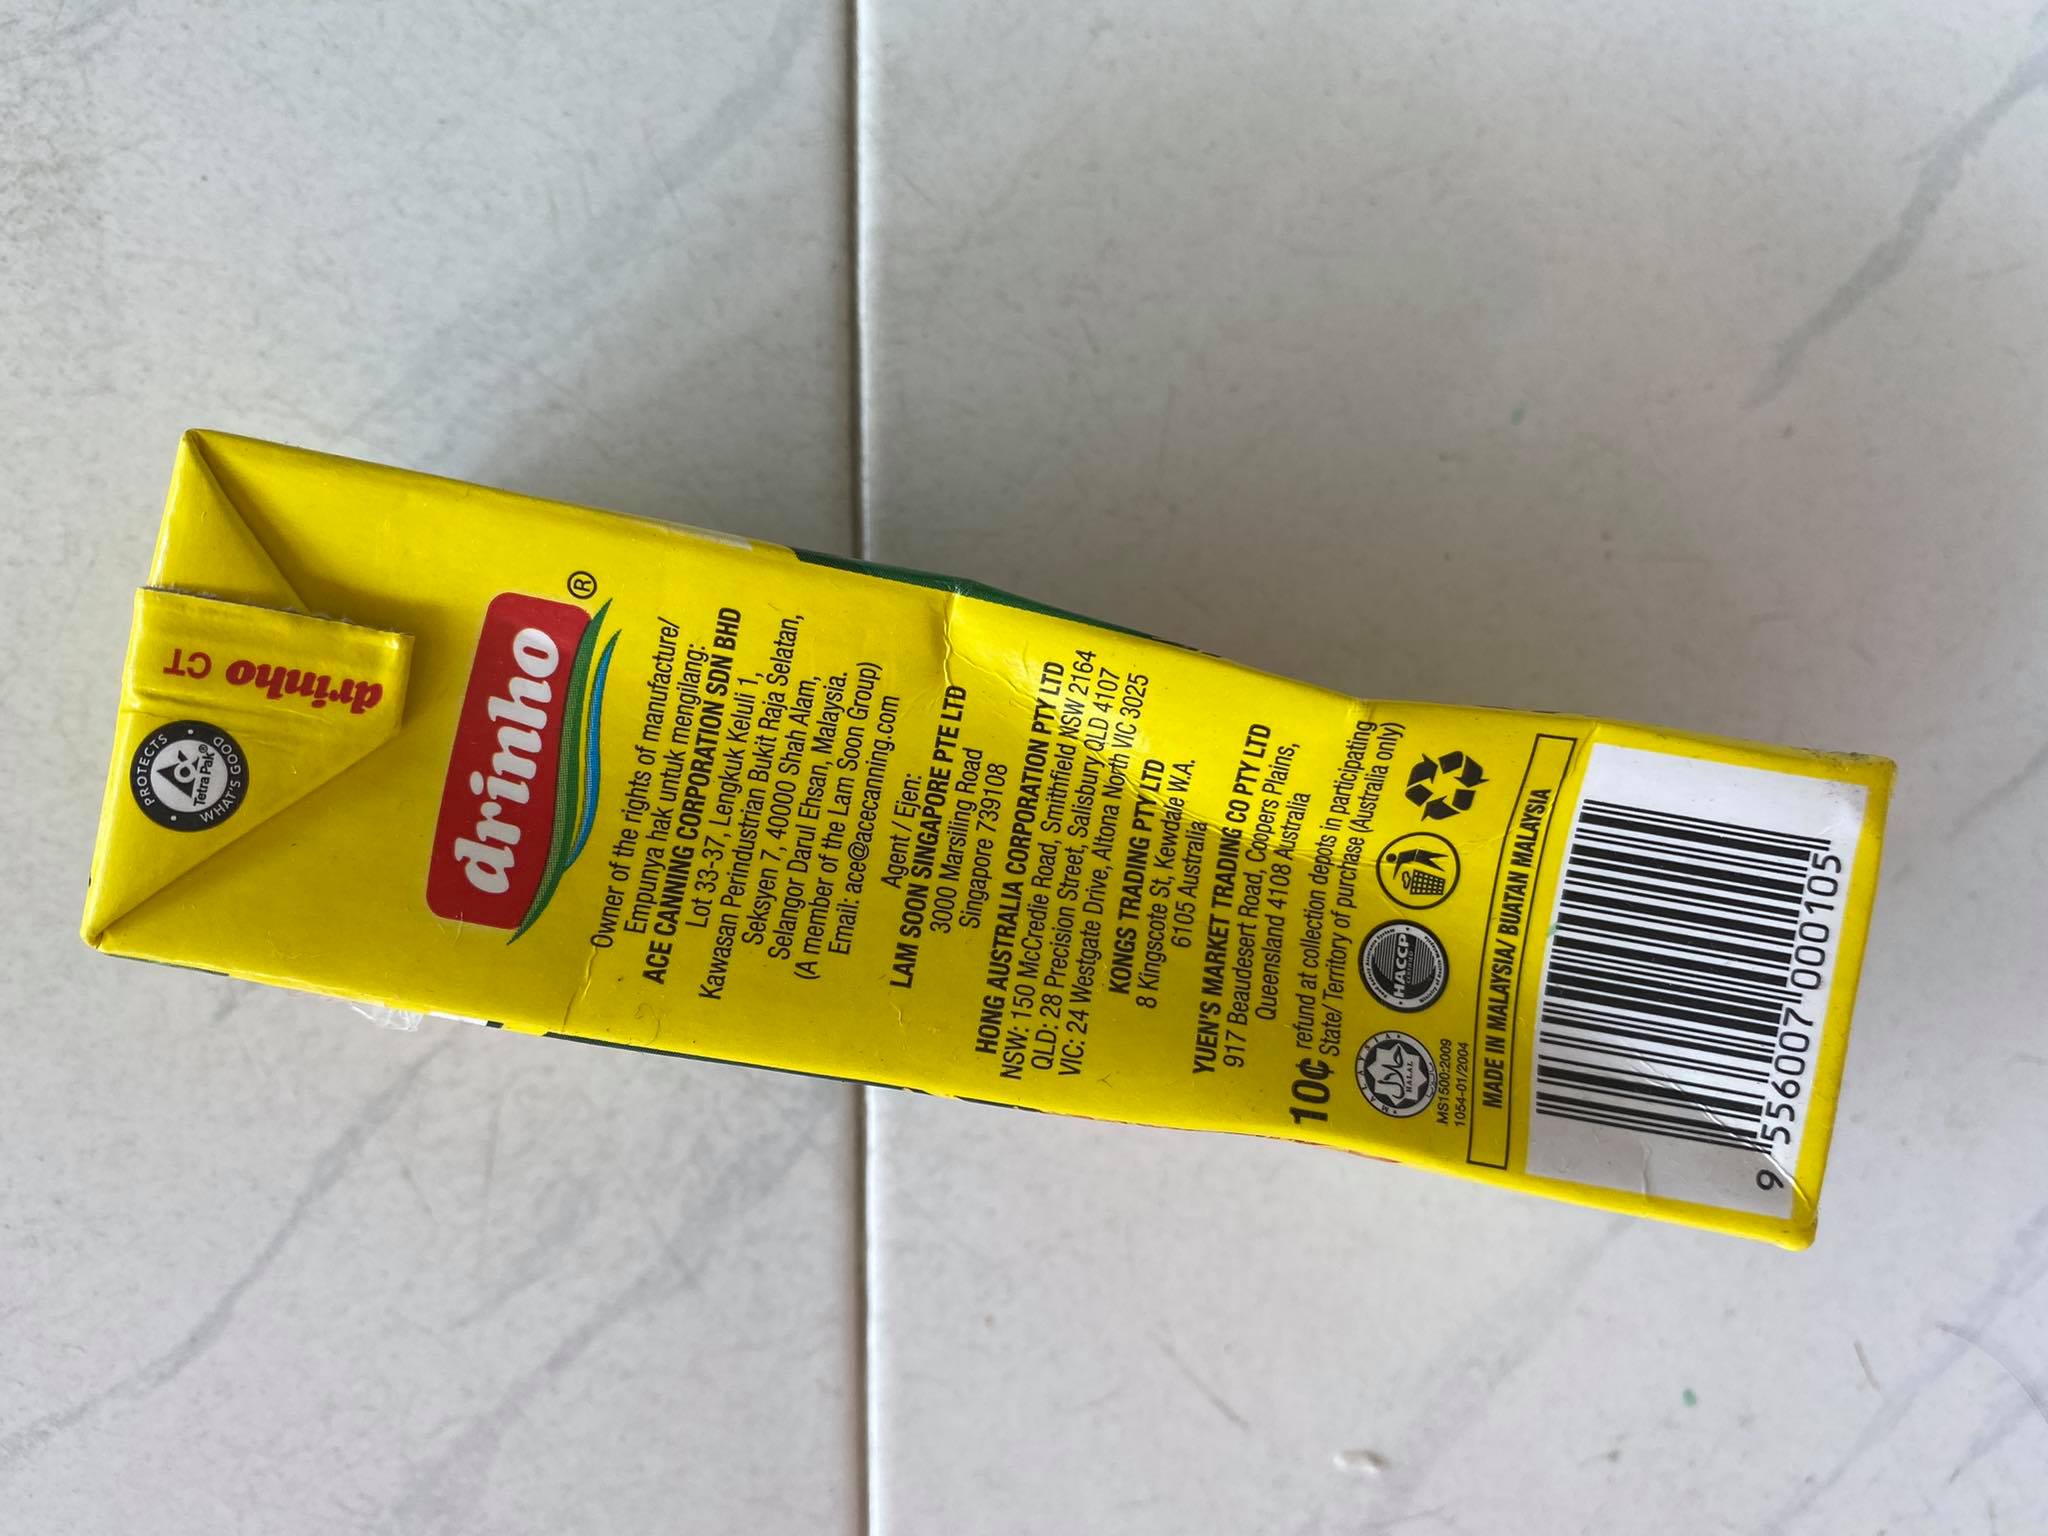 PROTECTS
WHAT'S GOOD
Tetra Pak®
drinho CT
drinho®
Owner of the rights of manufacture/
Empunya hak untuk mengilang:
ACE CANNING CORPORATION SDN BHD
Lot 33-37, Lengkuk Keluli 1,
Kawasan Perindustrian Bukit Raja Selatan,
Seksyen 7, 40000 Shah Alam,
Selangor Darul Ehsan, Malaysia.
(A member of the Lam Soon Group)
Email: ace@acecanning.com
Agent / Ejen:
LAM SOON SINGAPORE PTE LTD
3000 Marsiling Road
Singapore 739108
HONG AUSTRALIA CORPORATION PTY LTD
NSW: 150 McCredie Road, Smithfield NSW 2164
QLD: 28 Precision Street, Salisbury QLD 4107
VIC: 24 Westgate Drive, Altona North VIC 3025
KONGS TRADING PTY LTD
8 Kingscote St, Kewdale W.A.
6105 Australia
YUEN'S MARKET TRADING CO PTY LTD
917 Beaudesert Road, Coopers Plains,
Queensland 4108 Australia
10¢ refund at collection depots in participating
State/ Territory of purchase (Australia only)
MALAYSIA
حلال
HALAL
HACCP
CERTIFIED
MS1500:2009
1054-01/2004
MADE IN MALAYSIA/ BUATAN MALAYSIA
9 556007 000105